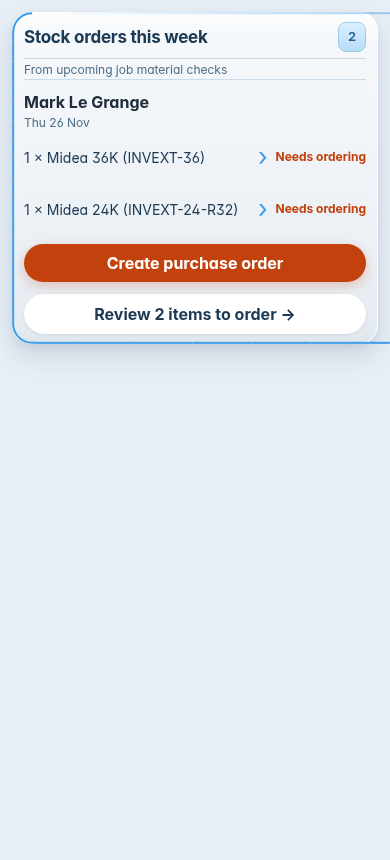 Stock orders this week
2
From upcoming job material checks
Mark Le Grange
Thu 26 Nov
1 × Midea 36K (INVEXT-36) Needs ordering
1 × Midea 24K (INVEXT-24-R32) Needs ordering
Create purchase order
Review 2 items to order →